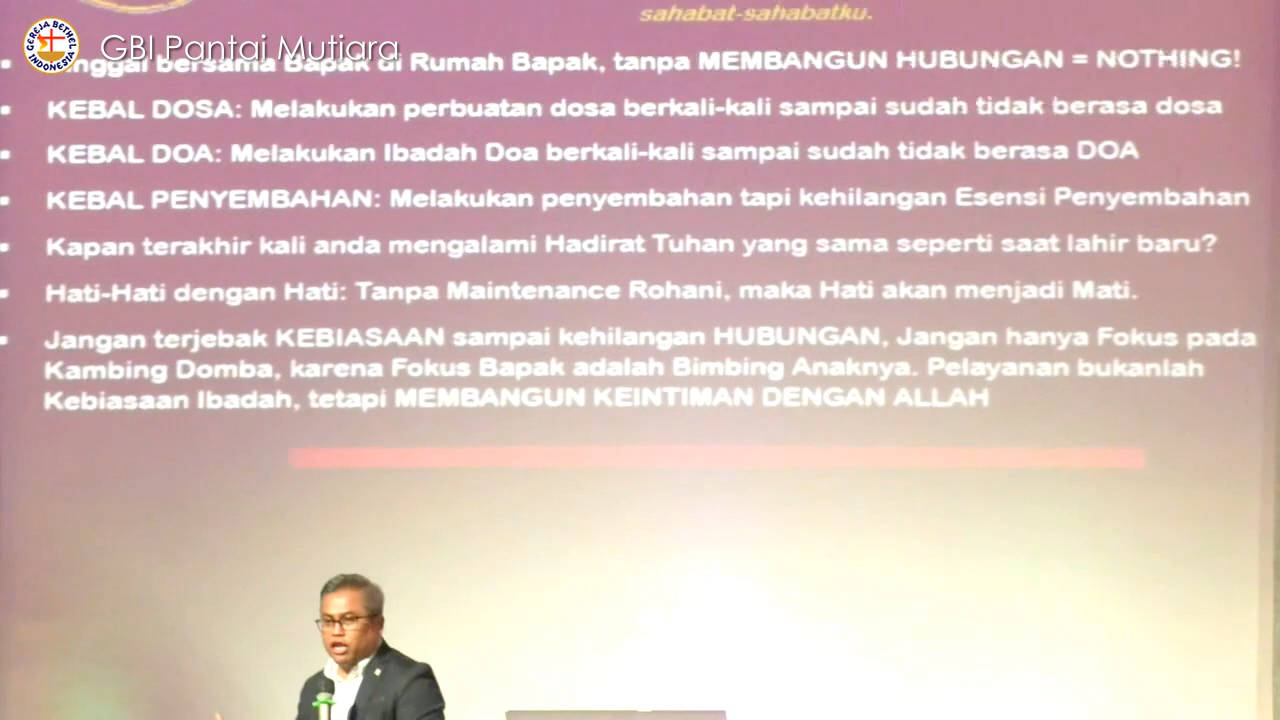 sahabat-sahabatku.
GEREJA BETHEL INDONESIA
GBI Pantai Mutiara
bersama Bapak di Rumah Bapak, tanpa MEMBANGUN HUBUNGAN = NOTHING!
KEBAL DOSA: Melakukan perbuatan dosa berkali-kali sampai sudah tidak berasa dosa
KEBAL DOA: Melakukan Ibadah Doa berkali-kali sampai sudah tidak berasa DOA
KEBAL PENYEMBAHAN: Melakukan penyembahan tapi kehilangan Esensi Penyembahan
Kapan terakhir kali anda mengalami Hadirat Tuhan yang sama seperti saat lahir baru?
Hati-Hati dengan Hati: Tanpa Maintenance Rohani, maka Hati akan menjadi Mati.
Jangan terjebak KEBIASAAN sampai kehilangan HUBUNGAN, Jangan hanya Fokus pada
Kambing Domba, karena Fokus Bapak adalah Bimbing Anaknya. Pelayanan bukanlah
Kebiasaan Ibadah, tetapi MEMBANGUN KEINTIMAN DENGAN ALLAH